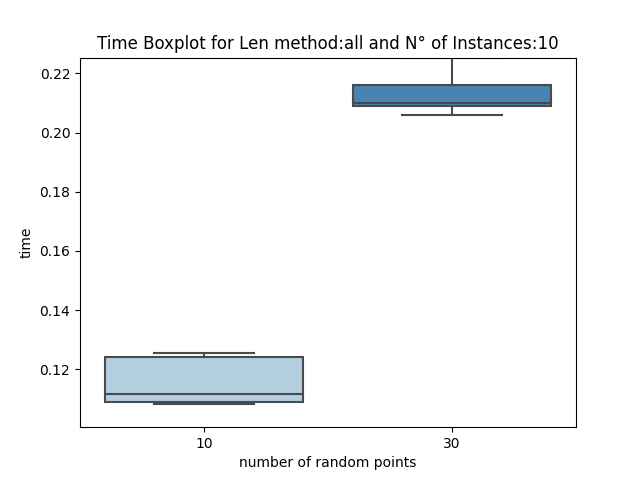 Time Boxplot for Len method:all and N° of Instances:10
0.22
0.20
0.18
0.16
0.14
0.12
time
10
30
number of random points